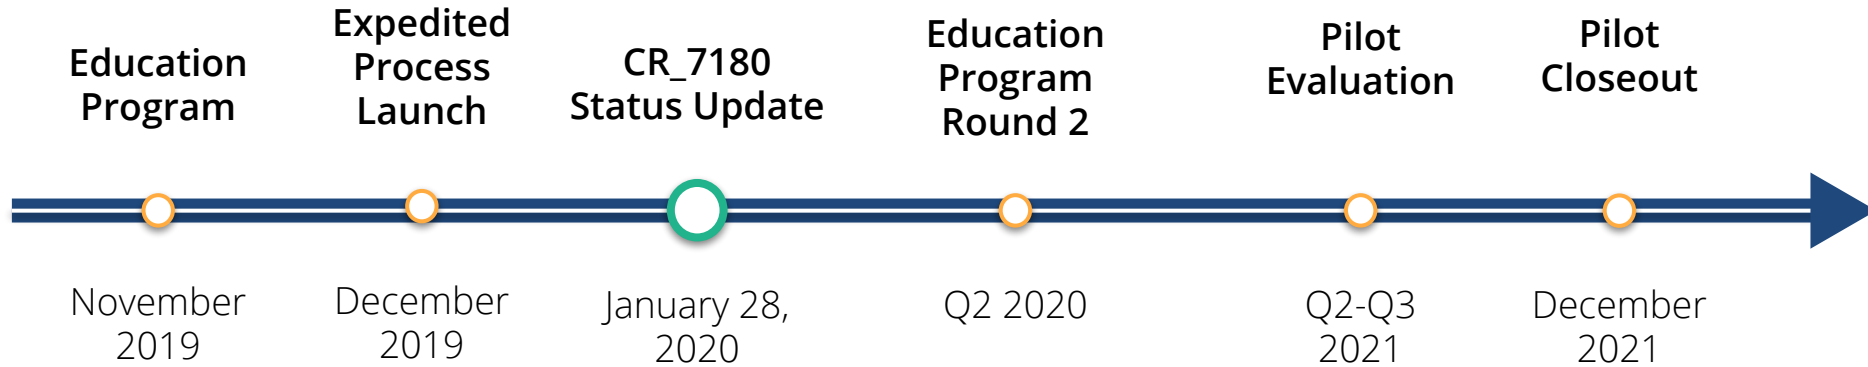 Education
Program
Expedited
Process
Launch
CR_7180
Status Update
Education
Program
Round 2
Pilot
Evaluation
Pilot
Closeout
November
2019
December
2019
January 28,
2020
Q2 2020
Q2-Q3
2021
December
2021